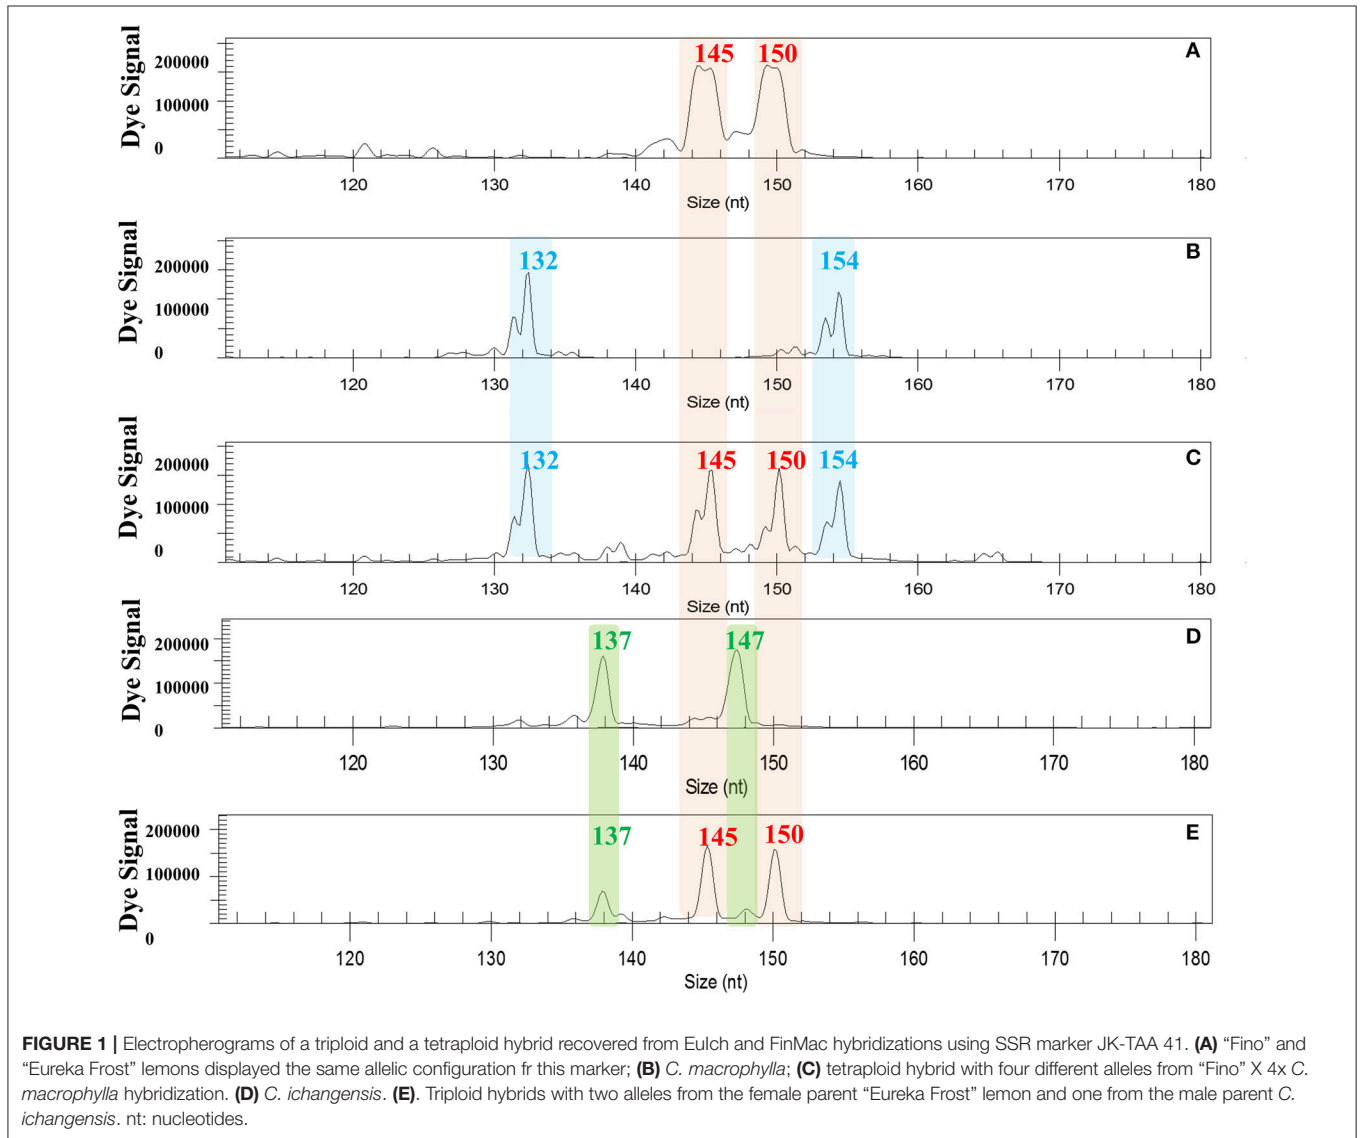 Dye Signal
200000
100000
0
145
150
A
120 130 140 150 160 170 180
Size (nt)
Dye Signal
200000
100000
0
132
154
B
120 130 140 150 160 170 180
Size (nt)
Dye Signal
200000
100000
0
132
145
150
154
C
120 130 140 150 160 170 180
Size (nt)
Dye Signal
200000
100000
0
137
147
D
120 130 140 150 160 170 180
Size (nt)
Dye Signal
200000
100000
0
137
145
150
E
120 130 140 150 160 170 180
Size (nt)
FIGURE 1 | Electropherograms of a triploid and a tetraploid hybrid recovered from EuIch and FinMac hybridizations using SSR marker JK-TAA 41. (A) “Fino” and
“Eureka Frost” lemons displayed the same allelic configuration fr this marker; (B) C. macrophylla; (C) tetraploid hybrid with four different alleles from “Fino” X 4x C.
macrophylla hybridization. (D) C. ichangensis. (E). Triploid hybrids with two alleles from the female parent “Eureka Frost” lemon and one from the male parent C.
ichangensis. nt: nucleotides.